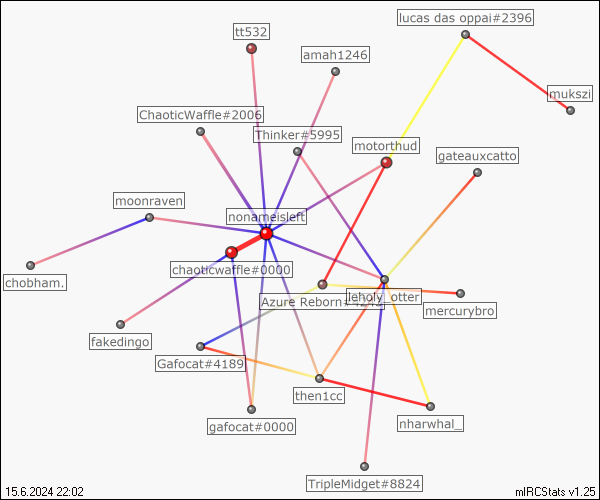 lucas das oppai#2396
tt532
amah1246
mukszi
ChaoticWaffle#2006
Thinker#5995
motorthud
gateauxcatto
moonraven
nonameisleft
chaoticwaffle#0000
chobham.
Azure Reborn
leholy_otter
mercurybro
fakedingo
Gafocat#4189
then1cc
gafocat#0000
nharwhal_
TripleMidget#8824
15.6.2024 22:02
mIRCStats v1.25